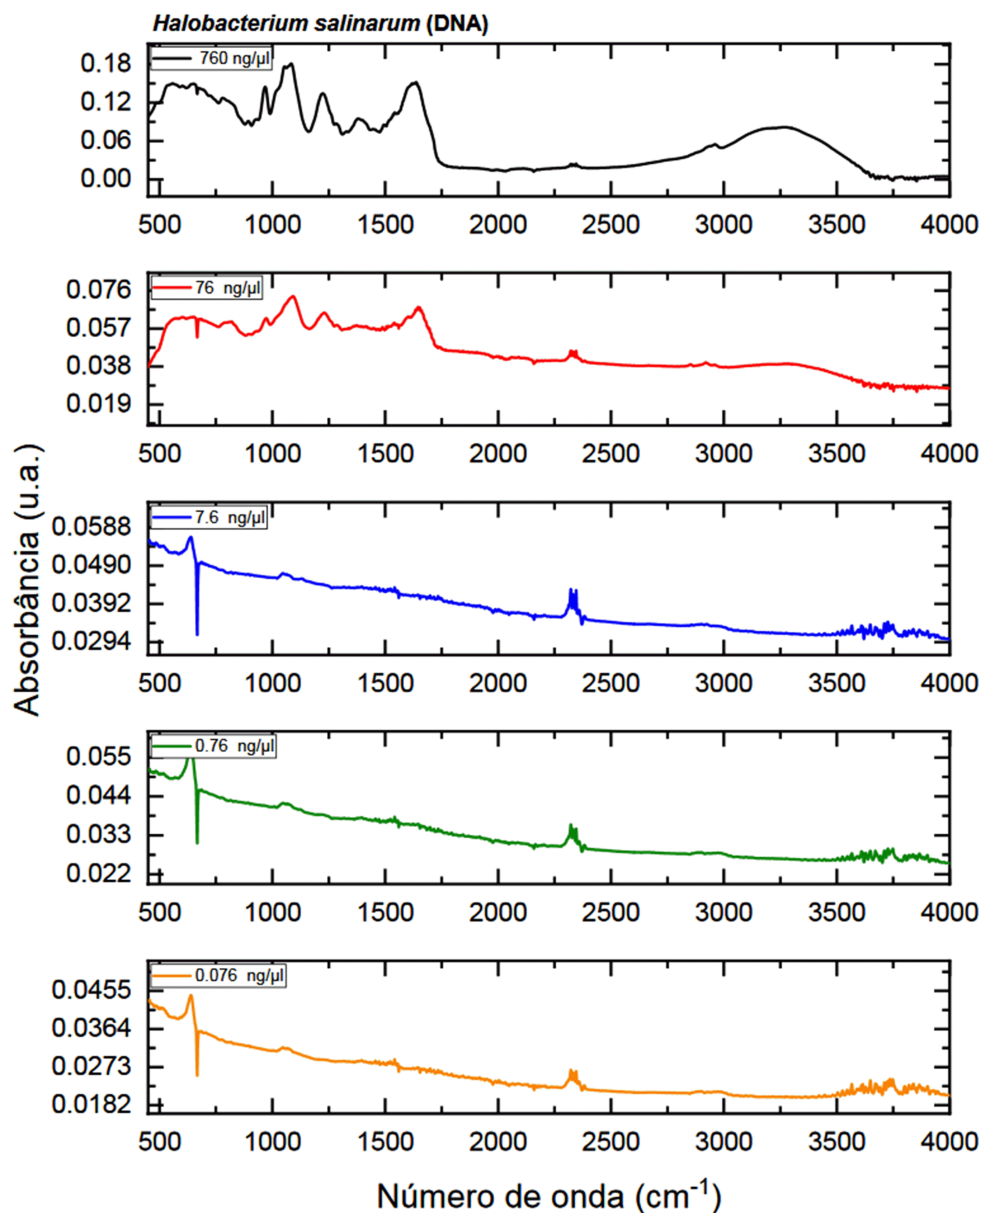 Halobacterium salinarum (DNA)
760 ng/µl
0.18
0.12
0.06
0.00
500 1000 1500 2000 2500 3000 3500 4000
76 ng/µl
0.076
0.057
0.038
0.019
500 1000 1500 2000 2500 3000 3500 4000
7.6 ng/µl
0.0588
0.0490
0.0392
0.0294
500 1000 1500 2000 2500 3000 3500 4000
0.76 ng/µl
0.055
0.044
0.033
0.022
500 1000 1500 2000 2500 3000 3500 4000
0.076 ng/µl
0.0455
0.0364
0.0273
0.0182
500 1000 1500 2000 2500 3000 3500 4000
Absorbância (u.a.)
Número de onda (cm⁻¹)